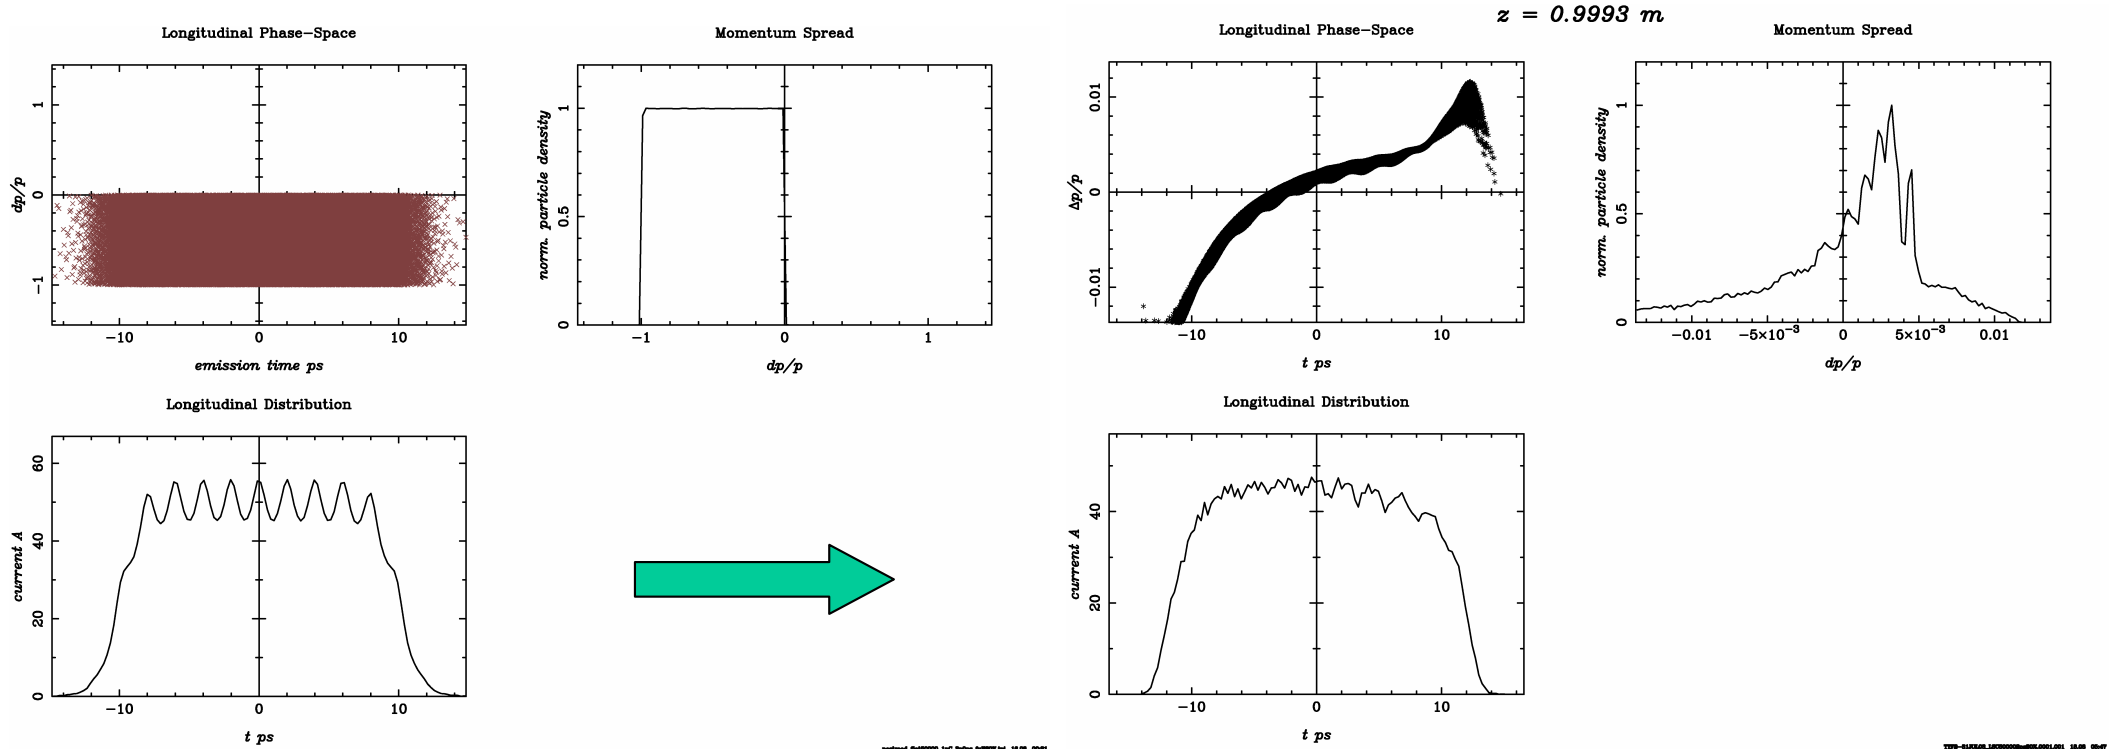 z = 0.9993 m
Longitudinal Phase-Space
1
0
-1
dp/p
-10
0
10
emission time ps
Momentum Spread
1
0.5
0
norm. particle density
-1
0
1
dp/p
Longitudinal Phase-Space
0.01
0
-0.01
Δp/p
-10
0
10
t ps
Momentum Spread
1
0.5
0
norm. particle density
-0.01
-5×10⁻³
0
5×10⁻³
0.01
dp/p
Longitudinal Distribution
60
40
20
0
current A
-10
0
10
t ps
Longitudinal Distribution
40
20
0
current A
-10
0
10
t ps